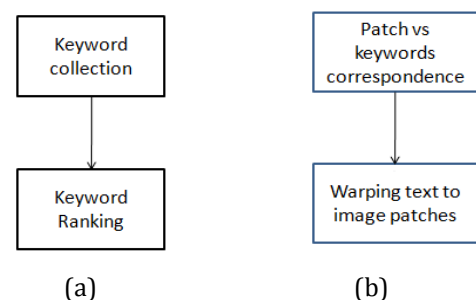 Keyword
collection
Keyword
Ranking
(a)
Patch vs
keywords
correspondence
Warping text to
image patches
(b)